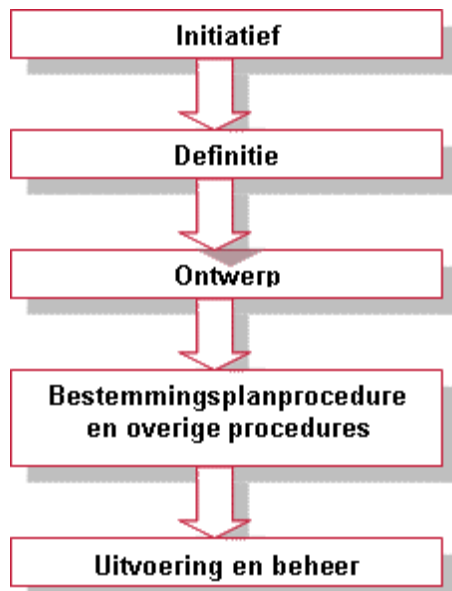 Initiatief
Definitie
Ontwerp
Bestemmingsplanprocedure
en overige procedures
Uitvoering en beheer